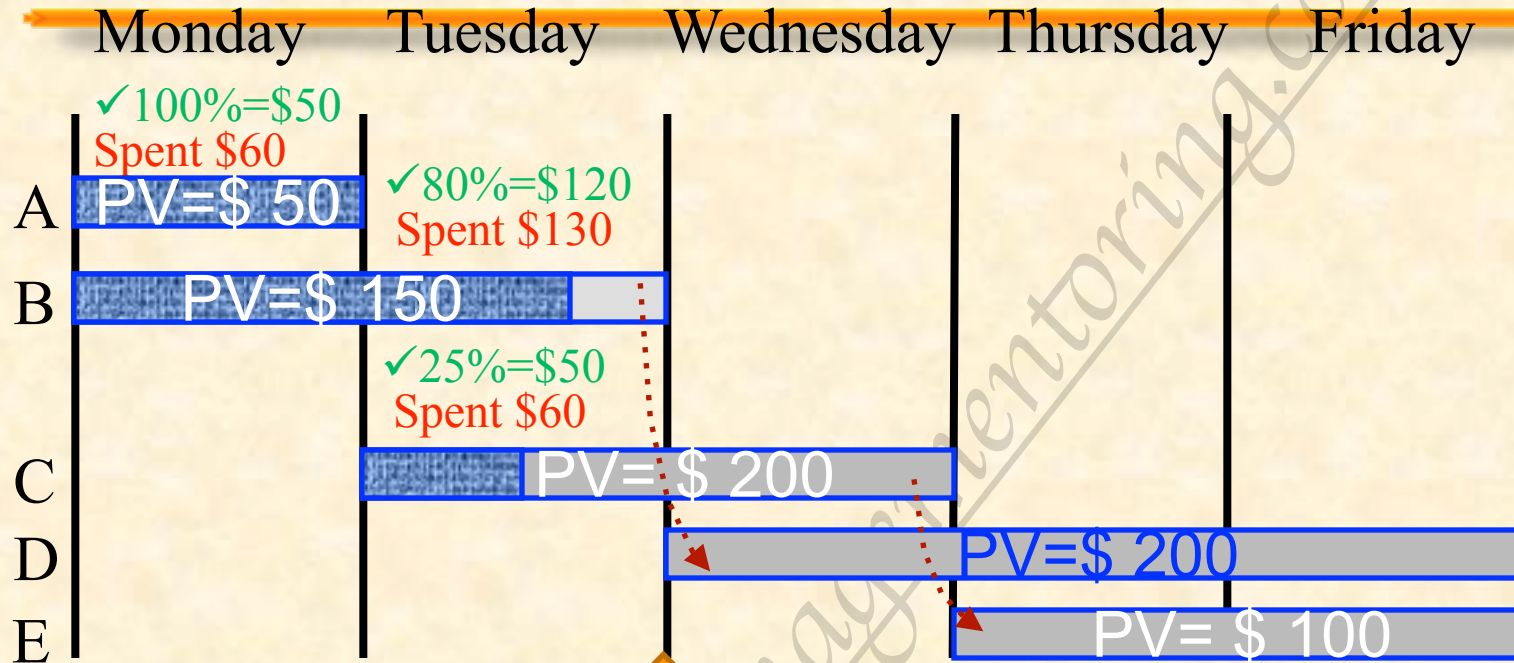 Monday Tuesday Wednesday Thursday Friday
✓100%=$50
Spent $60
A PV=$ 50
✓80%=$120
Spent $130
B PV=$ 150
✓25%=$50
Spent $60
C PV= $ 200
D PV=$ 200
E PV= $ 100